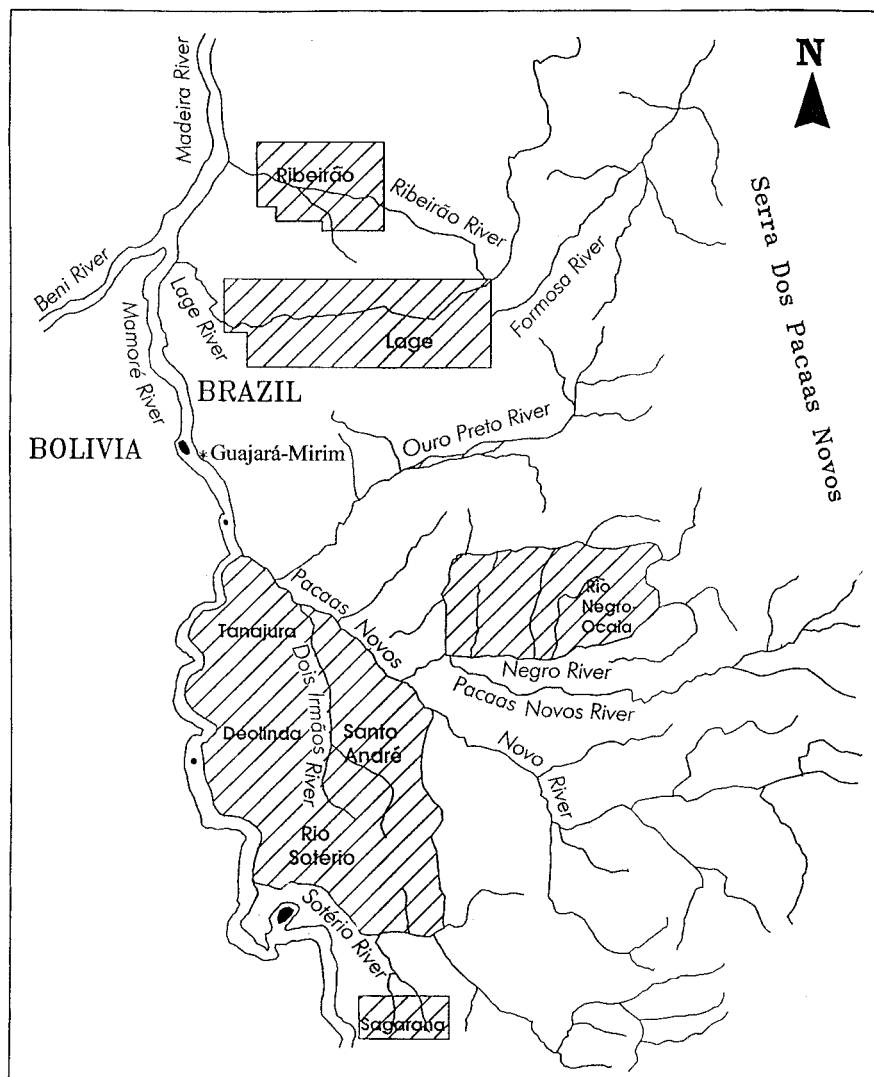 N
Madeira River
Ribeirão
Ribeirão River
Serra Dos Pacaas Novos
Beni River
Lage River
Formosa River
Mamoré River
Lage
BRAZIL
BOLIVIA
Ouro Preto River
*Guajará-Mirim
Pacaas Novos
Rio
Negro-
Ocaia
Tanajura
Dois Irmãos River
Negro River
Pacaas Novos River
Deolinda
Santo
André
Novo River
Rio
Sotério
Sotério River
Sagarana